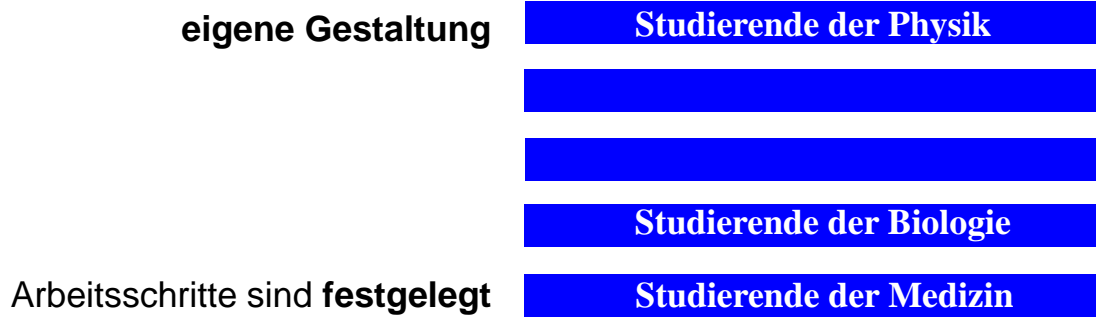 eigene Gestaltung
Studierende der Physik
Studierende der Biologie
Arbeitsschritte sind festgelegt
Studierende der Medizin